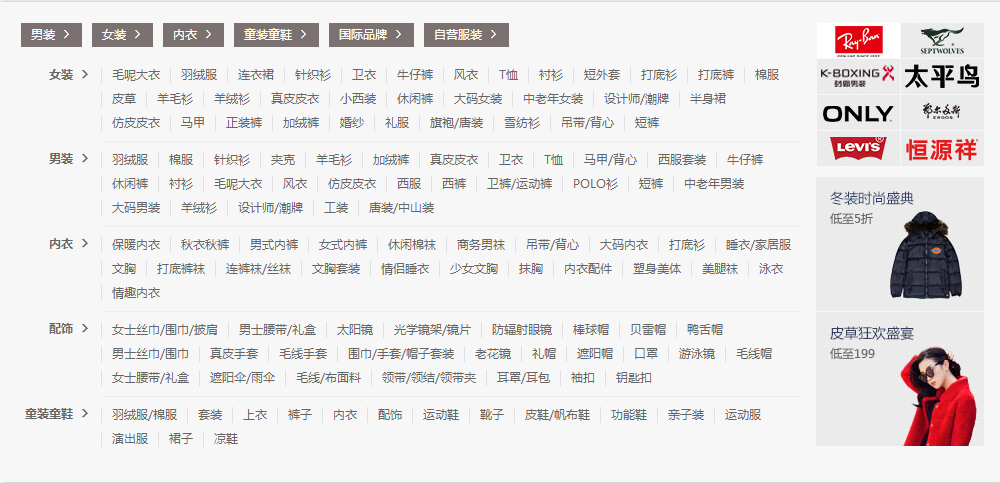 男装 > 女装 > 内衣 > 童装童鞋 > 国际品牌 > 自营服装 >
女装 > 毛呢大衣 羽绒服 连衣裙 针织衫 卫衣 牛仔裤 风衣 T恤 衬衫 短外套 打底衫 打底裤 棉服
皮草 羊毛衫 羊绒衫 真皮皮衣 小西装 休闲裤 大码女装 中老年女装 设计师/潮牌 半身裙
仿皮皮衣 马甲 正装裤 加绒裤 婚纱 礼服 旗袍/唐装 雪纺衫 吊带/背心 短裤
男装 > 羽绒服 棉服 针织衫 夹克 羊毛衫 加绒裤 真皮皮衣 卫衣 T恤 马甲/背心 西服套装 牛仔裤
休闲裤 衬衫 毛呢大衣 风衣 仿皮皮衣 西服 西裤 卫裤/运动裤 POLO衫 短裤 中老年男装
大码男装 羊绒衫 设计师/潮牌 工装 唐装/中山装
内衣 > 保暖内衣 秋衣秋裤 男式内裤 女式内裤 休闲棉袜 商务男袜 吊带/背心 大码内衣 打底衫 睡衣/家居服
文胸 打底裤袜 连裤袜/丝袜 文胸套装 情侣睡衣 少女文胸 抹胸 内衣配件 塑身美体 美腿袜 泳衣
情趣内衣
配饰 > 女士丝巾/围巾/披肩 男士腰带/礼盒 太阳镜 光学镜架/镜片 防辐射眼镜 棒球帽 贝雷帽 鸭舌帽
男士丝巾/围巾 真皮手套 毛线手套 围巾/手套/帽子套装 老花镜 礼帽 遮阳帽 口罩 游泳镜 毛线帽
女士腰带/礼盒 遮阳伞/雨伞 毛线/布面料 领带/领结/领带夹 耳罩/耳包 袖扣 钥匙扣
童装童鞋 > 羽绒服/棉服 套装 上衣 裤子 内衣 配饰 运动鞋 靴子 皮鞋/帆布鞋 功能鞋 亲子装 运动服
演出服 裙子 凉鞋
Ray-Ban
GENUINE SINCE 1937
SEPTWOLVES
K-BOXING
劲霸男装
太平鸟
ONLY
鄂尔多斯
ERDOS
LEVI'S
恒源祥
冬装时尚盛典
低至5折
皮草狂欢盛宴
低至199